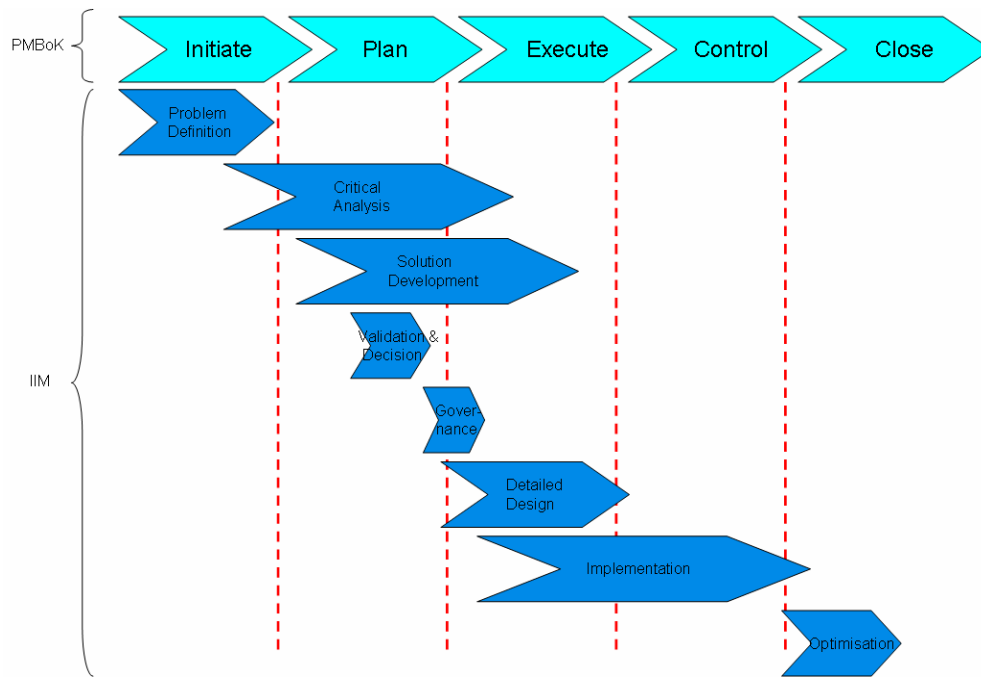 PMBoK
Initiate
Plan
Execute
Control
Close
Problem
Definition
Critical
Analysis
Solution
Development
Validation &
Decision
IIM
Gover-
nance
Detailed
Design
Implementation
Optimisation